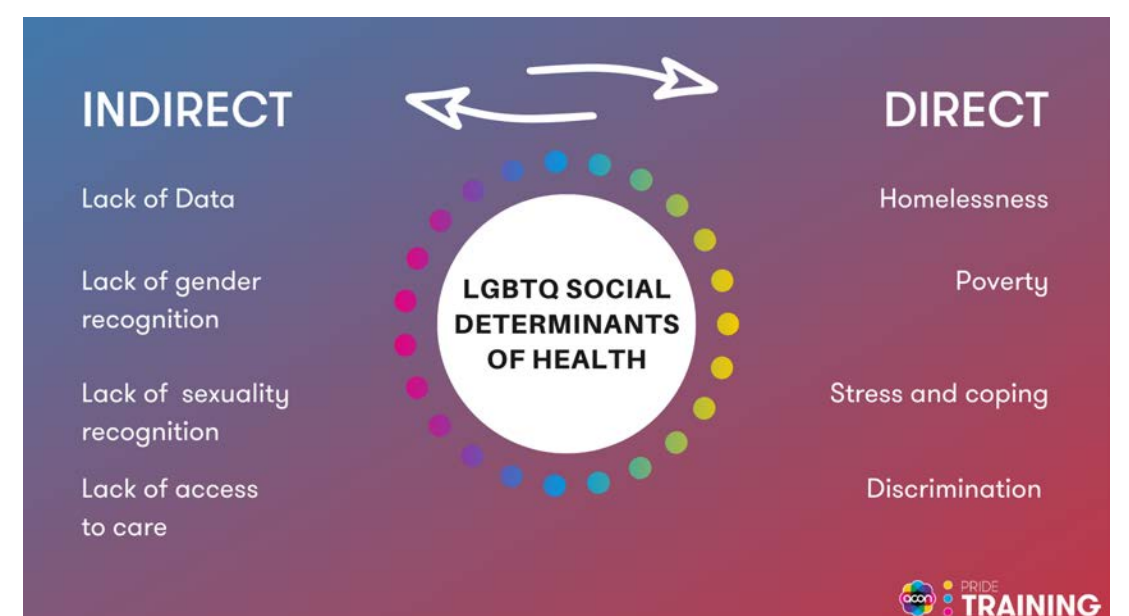 INDIRECT
Lack of Data
Lack of gender
recognition
Lack of sexuality
recognition
Lack of access
to care
LGBTQ SOCIAL
DETERMINANTS
OF HEALTH
DIRECT
Homelessness
Poverty
Stress and coping
Discrimination
acon
PRIDE
TRAINING